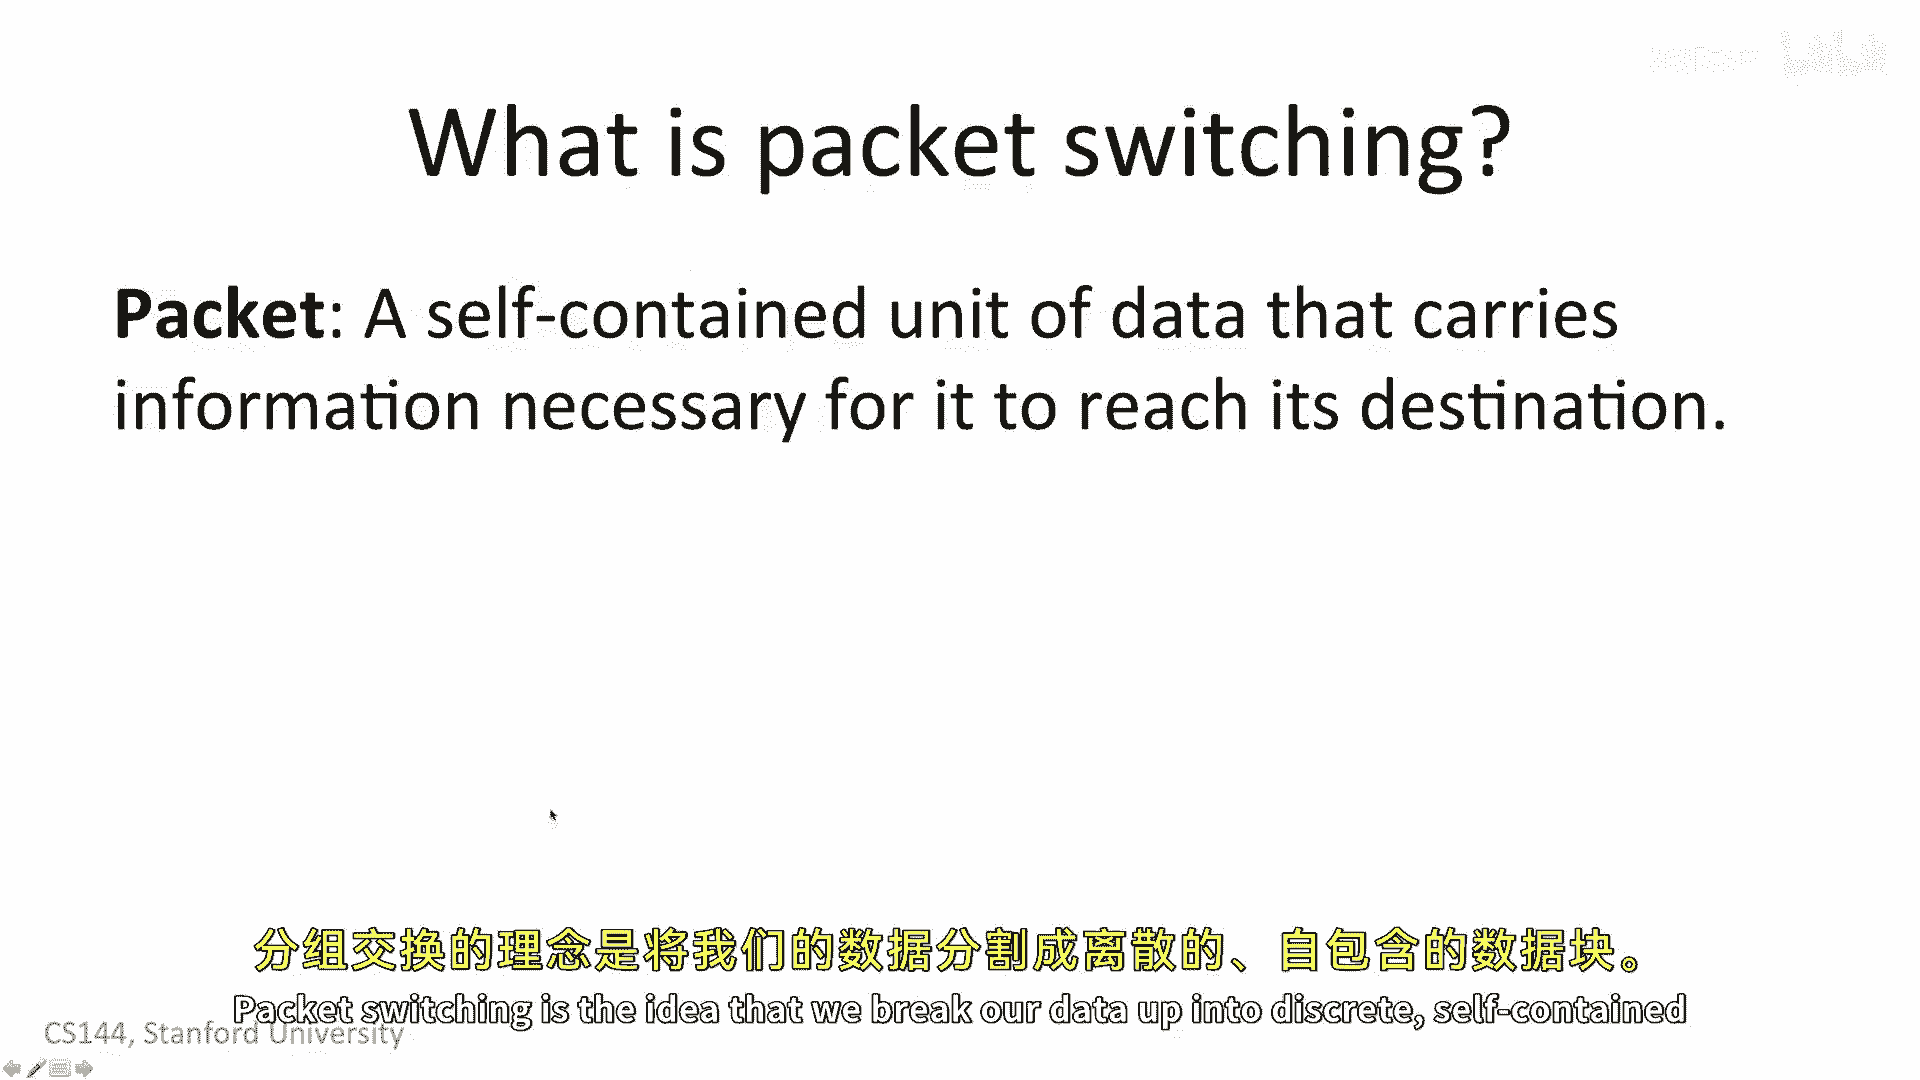 What is packet switching?
Packet: A self-contained unit of data that carries
information necessary for it to reach its destination.
分组交换的理念是将我们的数据分割成离散的、自包含的数据块。
Packet switching is the idea that we break our data up into discrete, self-contained
CS144, Stanford University